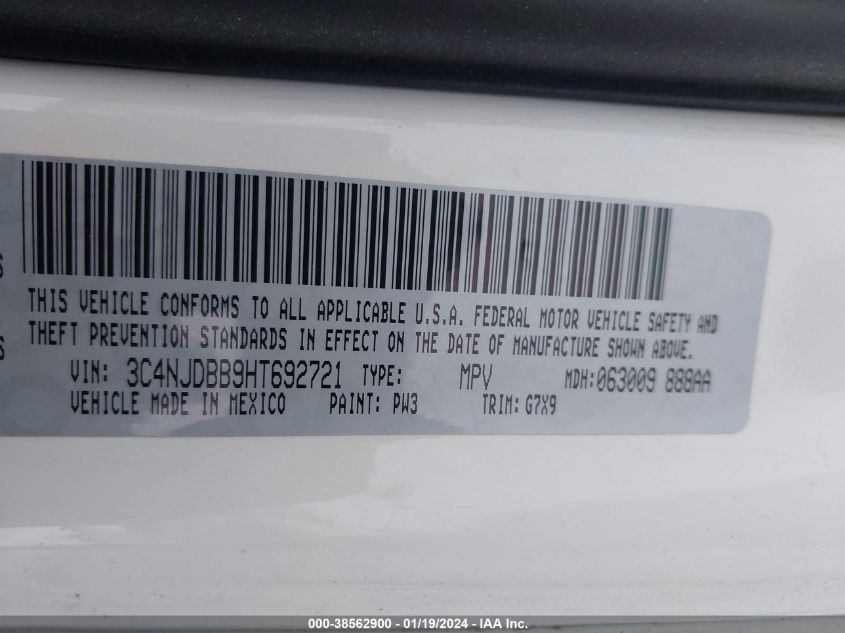 THIS VEHICLE CONFORMS TO ALL APPLICABLE U.S.A. FEDERAL MOTOR VEHICLE SAFETY AND
THEFT PREVENTION STANDARDS IN EFFECT ON THE DATE OF MANUFACTURE SHOWN ABOVE.
VIN: 3C4NJDBB9HT692721 TYPE: MPV MDH:063009 888AA
VEHICLE MADE IN MEXICO PAINT: PW3 TRIM: G7X9
000-38562900 - 01/19/2024 - IAA Inc.